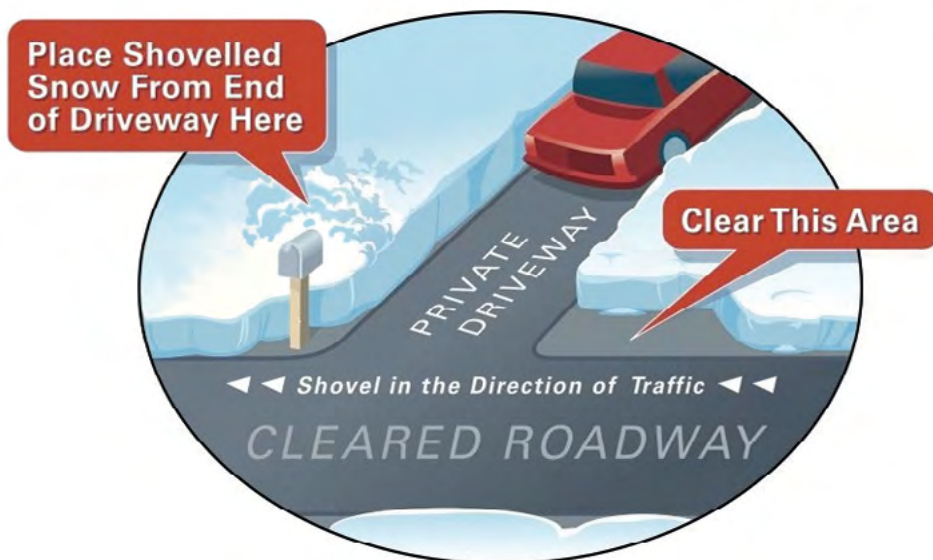 Place Shovelled
Snow From End
of Driveway Here
Clear This Area
PRIVATE
DRIVEWAY
Shovel in the Direction of Traffic
CLEARED ROADWAY